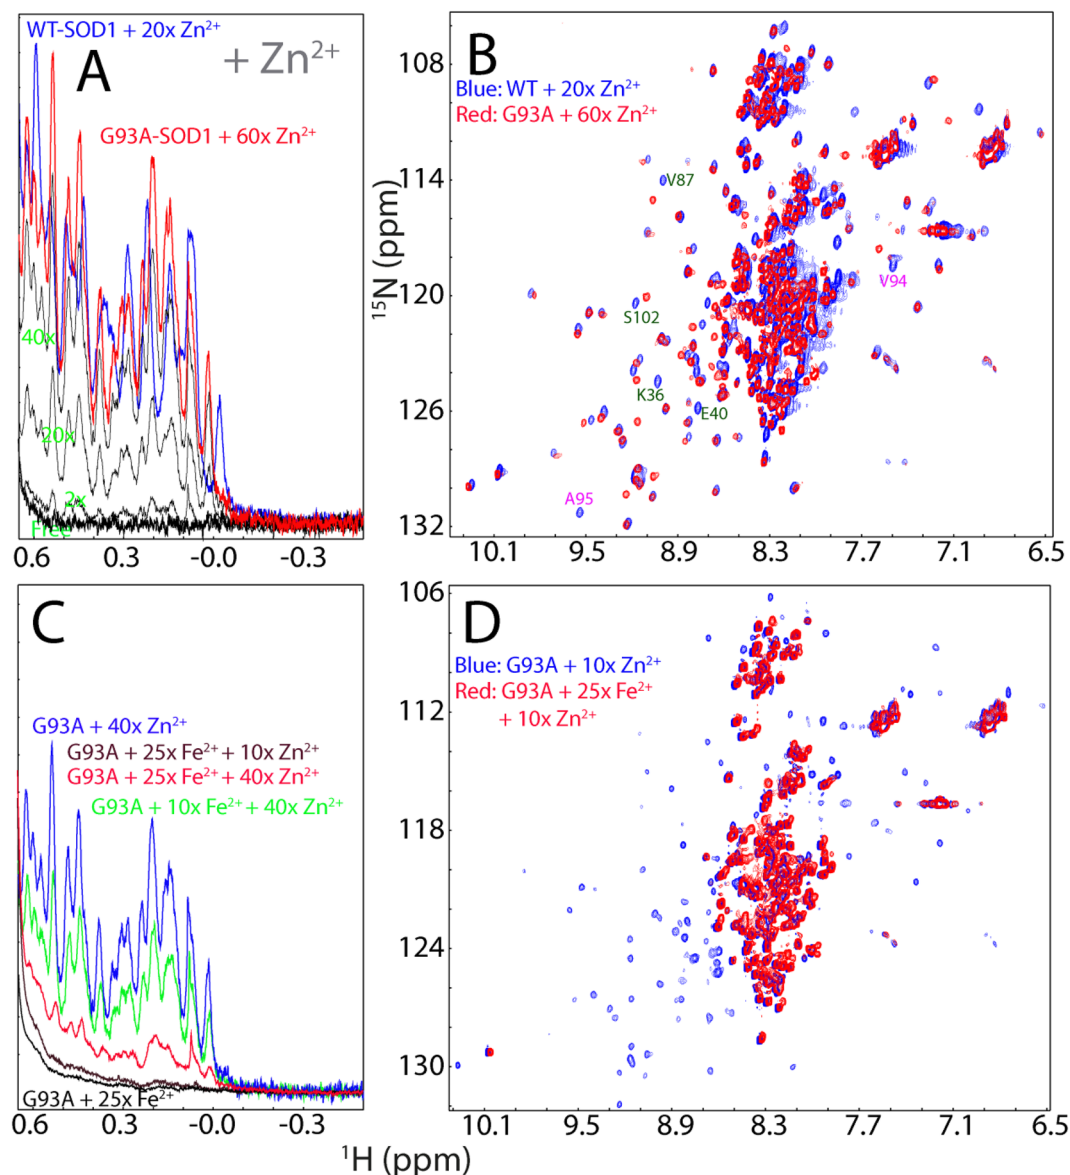 WT-SOD1 + 20x Zn²⁺
A
+ Zn²⁺
G93A-SOD1 + 60x Zn²⁺
40x
20x
2x
Free
0.6 0.3 -0.0 -0.3
B
Blue: WT + 20x Zn²⁺
Red: G93A + 60x Zn²⁺
V87
V94
S102
K36
E40
A95
108
114
120
126
132
¹⁵N (ppm)
10.1 9.5 8.9 8.3 7.7 7.1 6.5
C
G93A + 40x Zn²⁺
G93A + 25x Fe²⁺ + 10x Zn²⁺
G93A + 25x Fe²⁺ + 40x Zn²⁺
G93A + 10x Fe²⁺ + 40x Zn²⁺
G93A + 25x Fe²⁺
0.6 0.3 -0.0 -0.3
D
Blue: G93A + 10x Zn²⁺
Red: G93A + 25x Fe²⁺
+ 10x Zn²⁺
106
112
118
124
130
10.1 9.5 8.9 8.3 7.7 7.1 6.5
¹H (ppm)